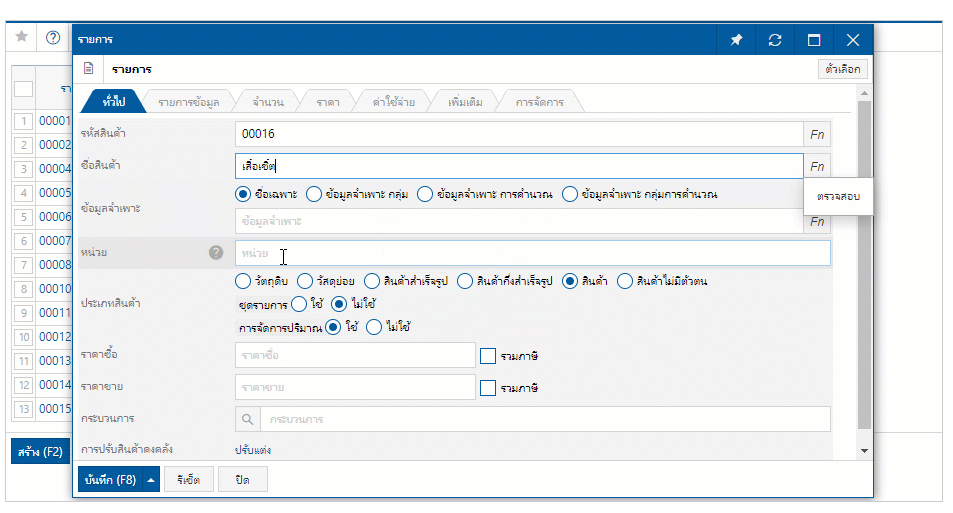 รายการ
รายการ
ตัวเลือก
ทั่วไป รายการข้อมูล จำนวน ราคา ค่าใช้จ่าย เพิ่มเติม การจัดการ
รหัสสินค้า 00016 Fn
ชื่อสินค้า เสื่อเชิ่ต Fn
ตรวจสอบ
ข้อมูลจำเพาะ ชื่อเฉพาะ ข้อมูลจำเพาะ กลุ่ม ข้อมูลจำเพาะ การคำนวณ ข้อมูลจำเพาะ กลุ่มการคำนวณ
ข้อมูลจำเพาะ Fn
หน่วย ? หน่วย
ประเภทสินค้า วัตถุดิบ วัสดุย่อย สินค้าสำเร็จรูป สินค้ากึ่งสำเร็จรูป สินค้า สินค้าไม่มีตัวตน
ชุดรายการ ใช้ ไม่ใช้
การจัดการปริมาณ ใช้ ไม่ใช้
ราคาซื้อ ราคาซื้อ รวมภาษี
ราคาขาย ราคาขาย รวมภาษี
กระบวนการ กระบวนการ
การปรับสินค้าคงคลัง ปรับแต่ง
บันทึก (F8) รีเซ็ต ปิด
1 00001
2 00002
3 00004
4 00005
5 00006
6 00007
7 00008
8 00010
9 00011
10 00012
11 00013
12 00014
13 00015
สร้าง (F2)